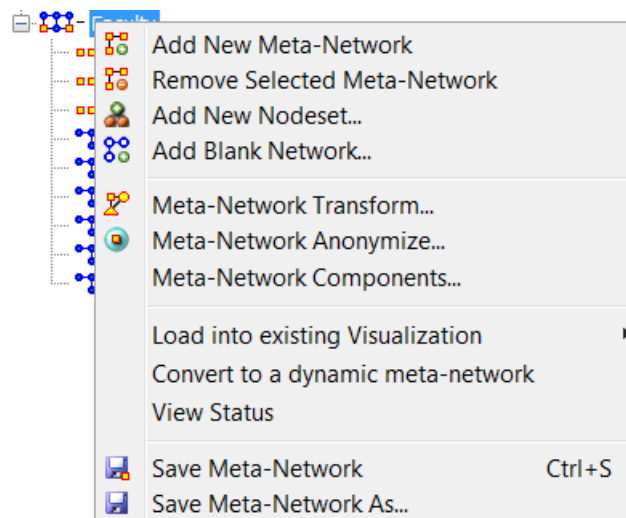 Faculty
Add New Meta-Network
Remove Selected Meta-Network
Add New Nodeset...
Add Blank Network...
Meta-Network Transform...
Meta-Network Anonymize...
Meta-Network Components...
Load into existing Visualization
Convert to a dynamic meta-network
View Status
Save Meta-Network Ctrl+S
Save Meta-Network As...